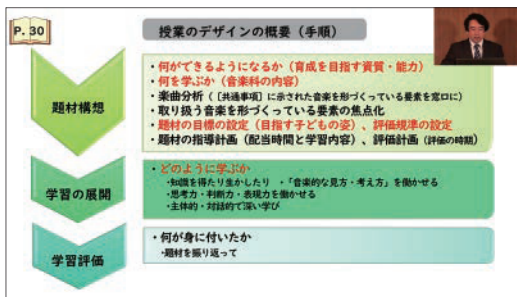 P. 30
授業のデザインの概要（手順）
題材構想
・何ができるようになるか（育成を目指す資質・能力）
・何を学ぶか（音楽科の内容）
・楽曲分析（〔共通事項〕に示された音楽を形づくっている要素を窓口に）
・取り扱う音楽を形づくっている要素の焦点化
・題材の目標の設定（目指す子どもの姿）、評価規準の設定
・題材の指導計画（配当時間と学習内容）、評価計画（評価の時期）
学習の展開
・どのように学ぶか
・知識を得たり生かしたり ・「音楽的な見方・考え方」を働かせる
・思考力・判断力・表現力を働かせる
・主体的・対話的で深い学び
学習評価
・何が身に付いたか
・題材を振り返って